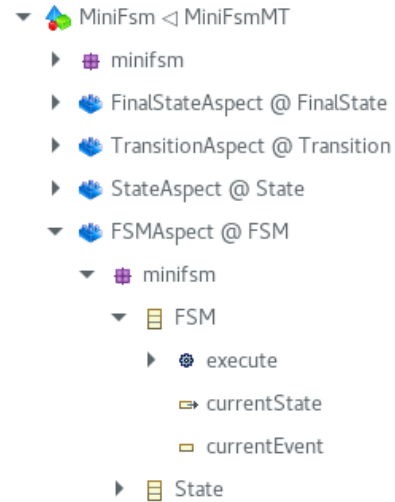 MiniFsm ◁ MiniFsmMT
minifsm
FinalStateAspect @ FinalState
TransitionAspect @ Transition
StateAspect @ State
FSMAspect @ FSM
minifsm
FSM
execute
currentState
currentEvent
State